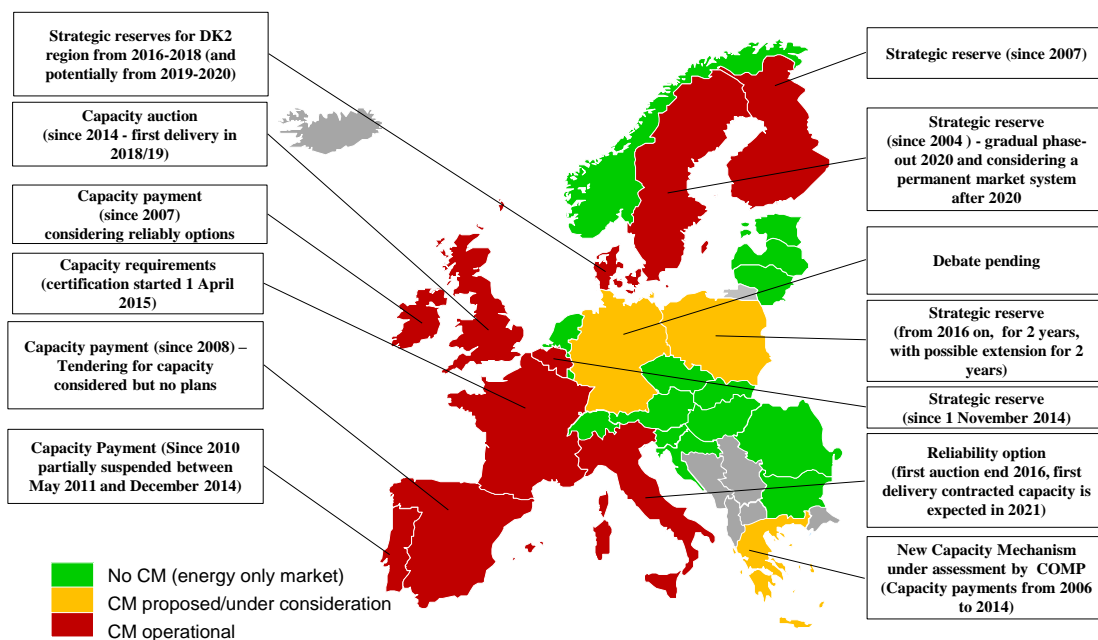 Strategic reserves for DK2
region from 2016-2018 (and
potentially from 2019-2020)
Capacity auction
(since 2014 - first delivery in
2018/19)
Capacity payment
(since 2007)
considering reliably options
Capacity requirements
(certification started 1 April
2015)
Capacity payment (since 2008) –
Tendering for capacity
considered but no plans
Capacity Payment (Since 2010
partially suspended between
May 2011 and December 2014)
Strategic reserve (since 2007)
Strategic reserve
(since 2004 ) - gradual phase-
out 2020 and considering a
permanent market system
after 2020
Debate pending
Strategic reserve
(from 2016 on, for 2 years,
with possible extension for 2
years)
Strategic reserve
(since 1 November 2014)
Reliability option
(first auction end 2016, first
delivery contracted capacity is
expected in 2021)
New Capacity Mechanism
under assessment by COMP
(Capacity payments from 2006
to 2014)
No CM (energy only market)
CM proposed/under consideration
CM operational